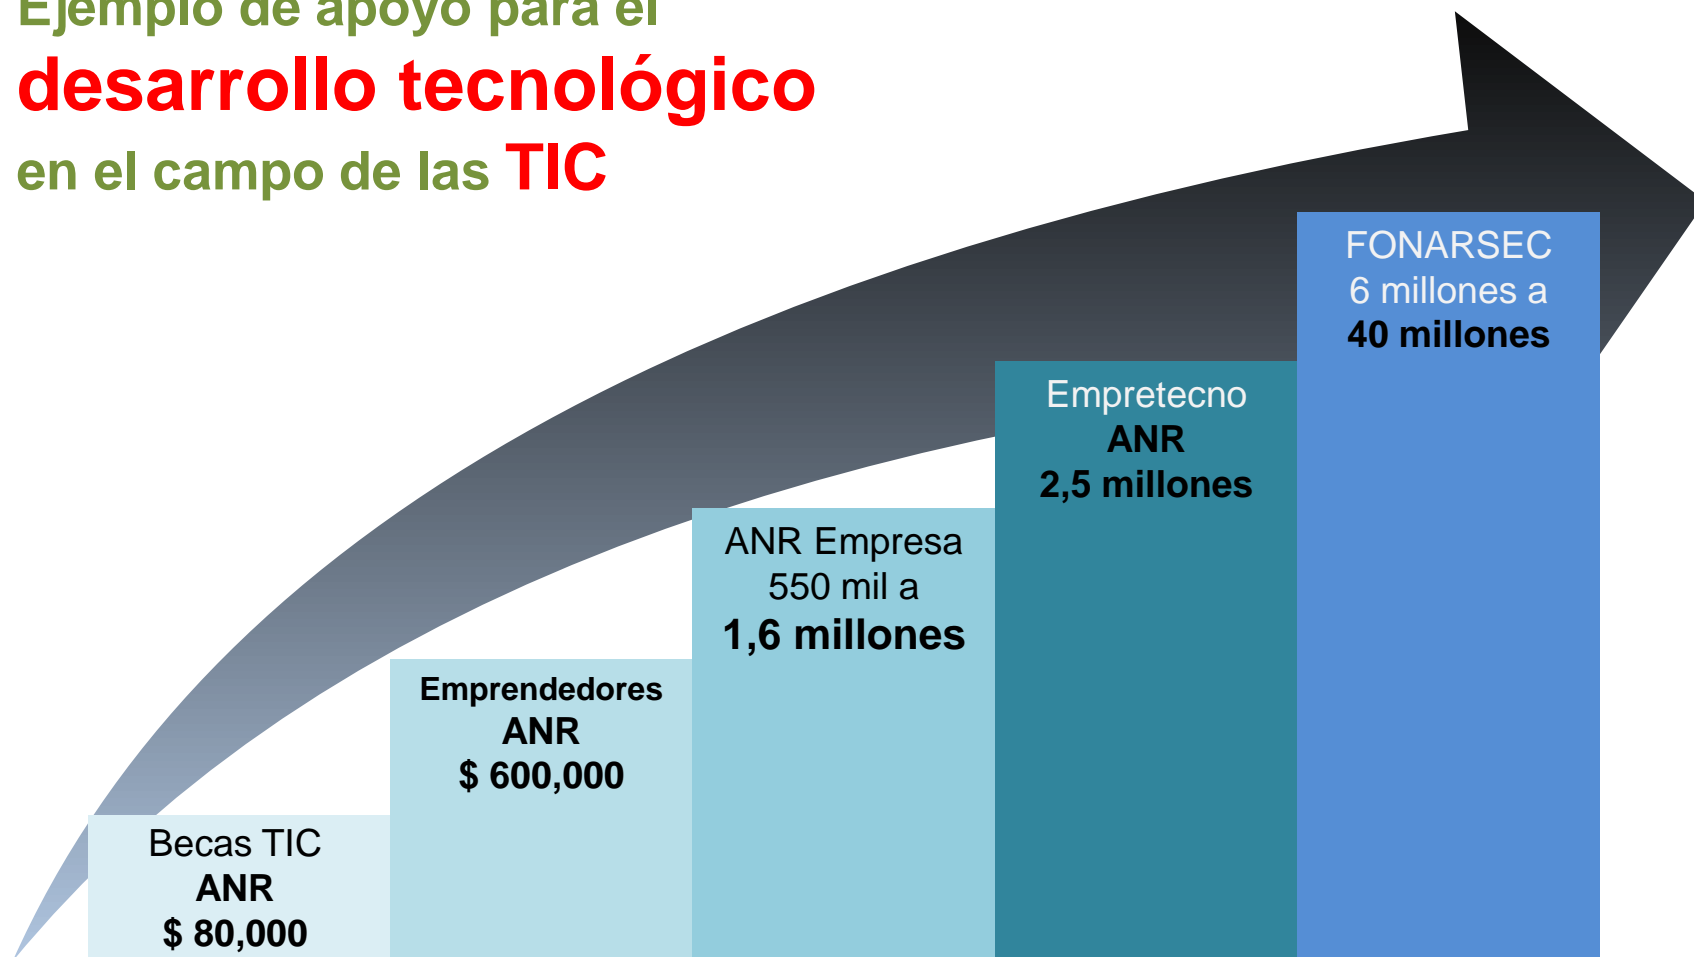 Ejemplo de apoyo para el
desarrollo tecnológico
en el campo de las TIC
FONARSEC
6 millones a
40 millones
Empretecno
ANR
2,5 millones
ANR Empresa
550 mil a
1,6 millones
Emprendedores
ANR
$ 600,000
Becas TIC
ANR
$ 80,000